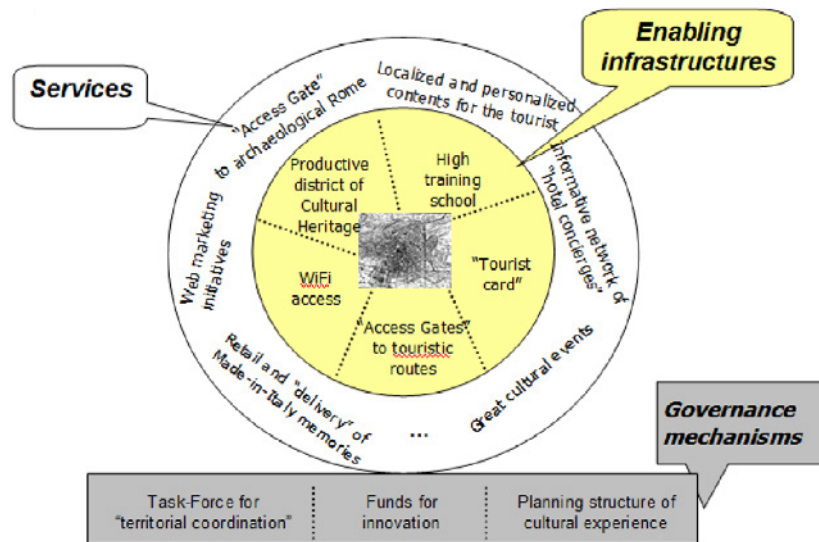 Enabling
infrastructures
Services
"Access Gate"
to archaeological Rome
Localized and personalized
contents for the tourist
Informative network of
"hotel concierges"
Great cultural events
...
Retail and "delivery" of
Made-in-Italy memories
Web marketing
initiatives
Productive
district of
Cultural
Heritage
High
training
school
"Tourist
card"
"Access Gates"
to touristic
routes
WiFi
access
Governance
mechanisms
Task-Force for
"territorial coordination"
Funds for
innovation
Planning structure of
cultural experience